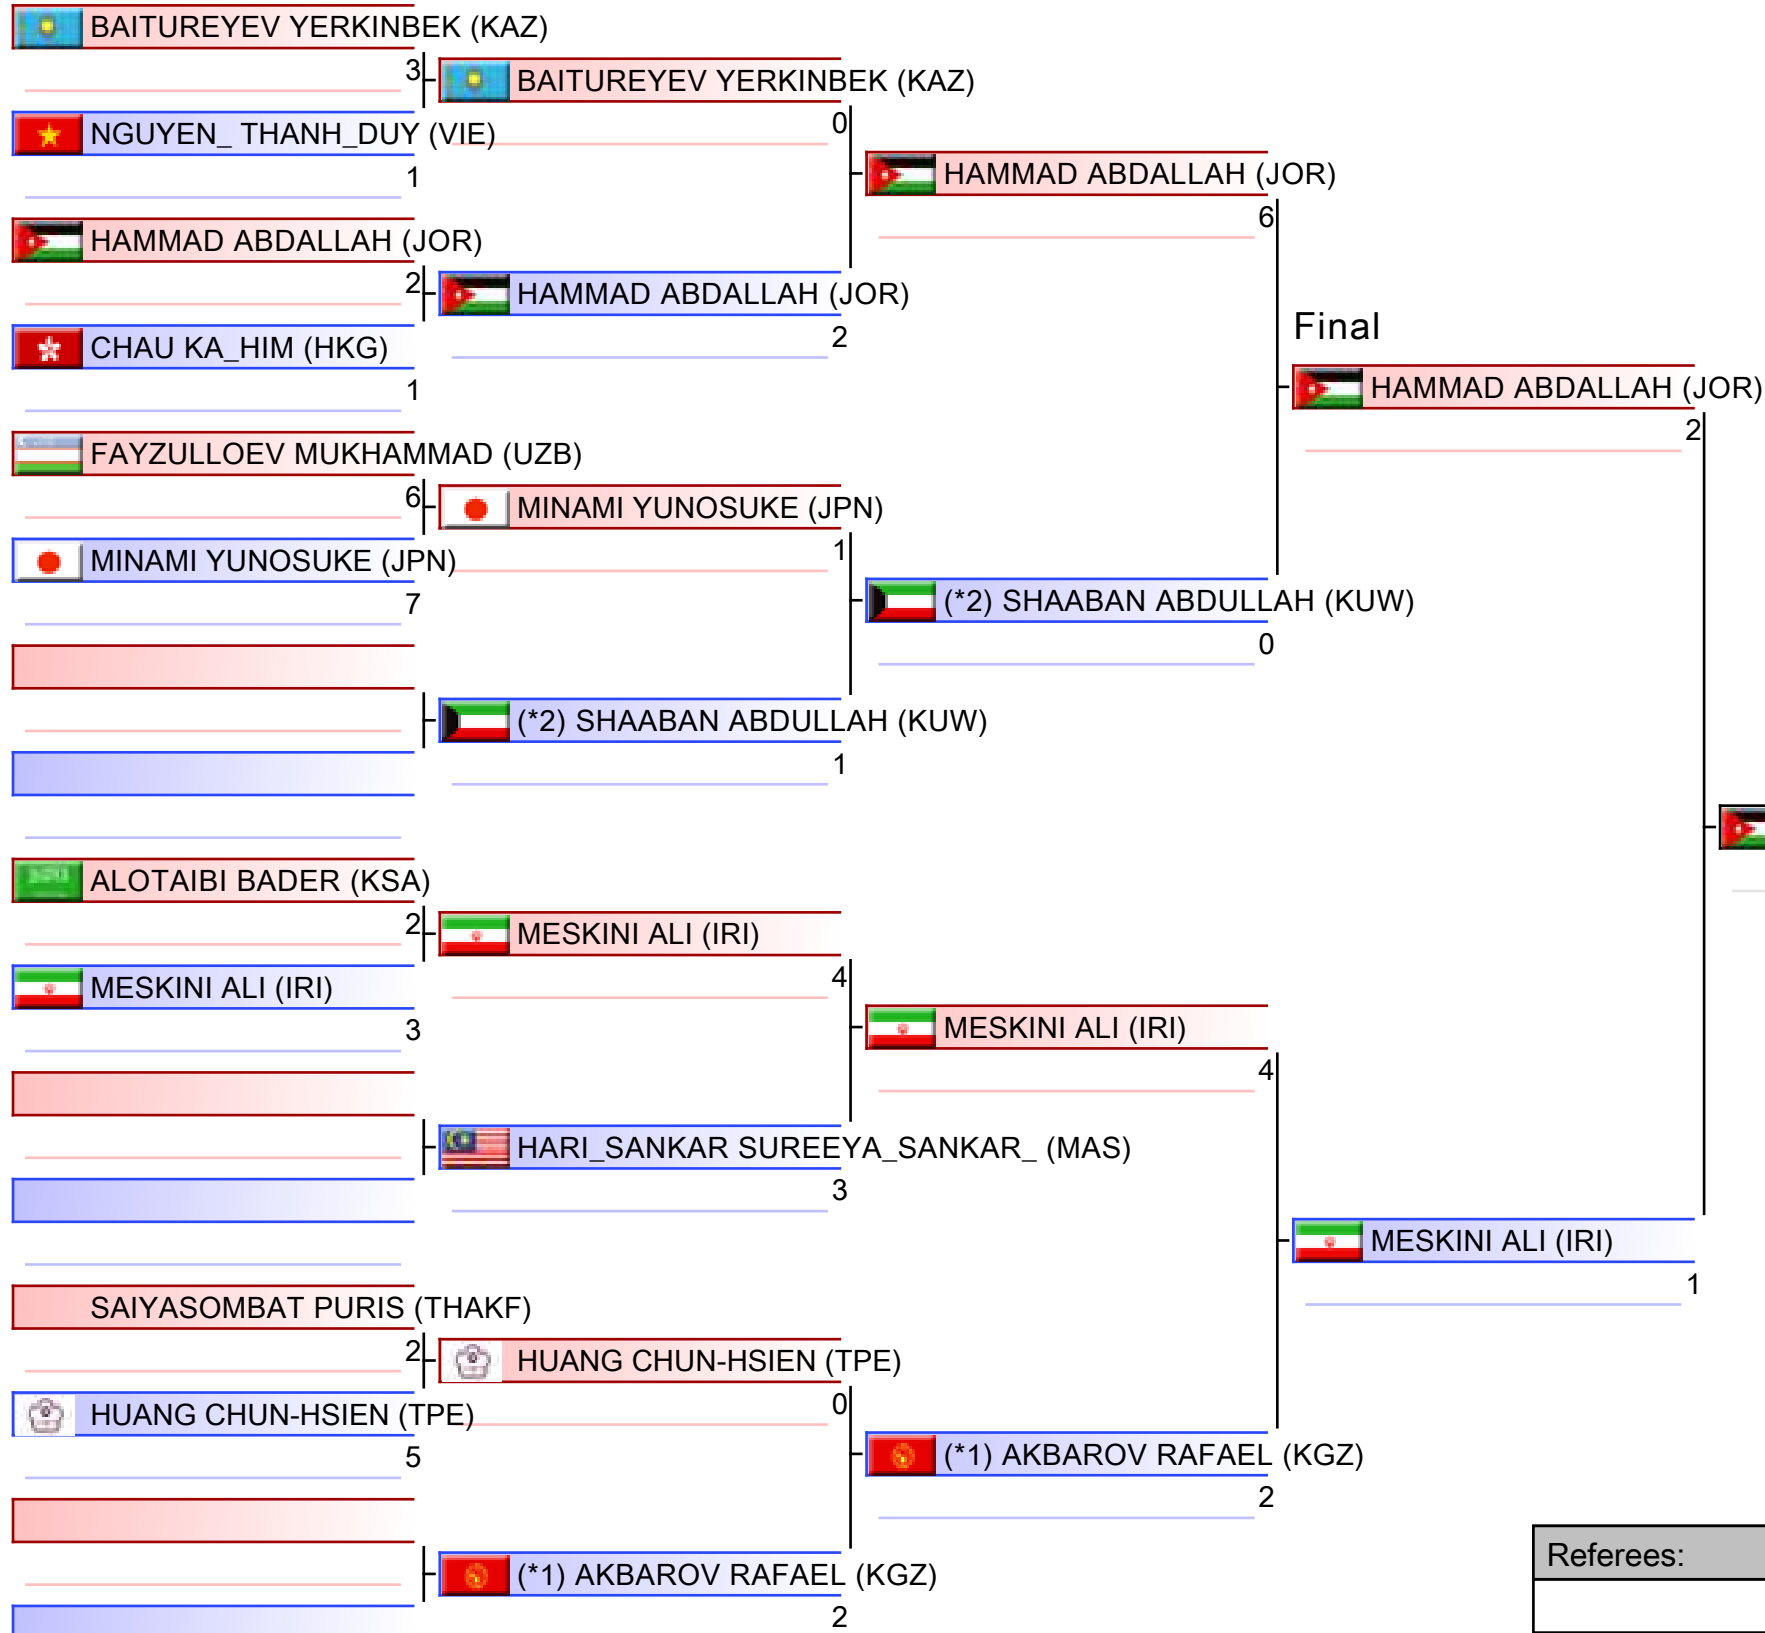 BAITUREYEV YERKINBEK (KAZ)
3
BAITUREYEV YERKINBEK (KAZ)
0
NGUYEN_ THANH_DUY (VIE)
1
HAMMAD ABDALLAH (JOR)
6
HAMMAD ABDALLAH (JOR)
2
HAMMAD ABDALLAH (JOR)
2
CHAU KA_HIM (HKG)
1
Final
HAMMAD ABDALLAH (JOR)
2
FAYZULLOEV MUKHAMMAD (UZB)
6
MINAMI YUNOSUKE (JPN)
1
MINAMI YUNOSUKE (JPN)
7
(*2) SHAABAN ABDULLAH (KUW)
0
(*2) SHAABAN ABDULLAH (KUW)
1
ALOTAIBI BADER (KSA)
2
MESKINI ALI (IRI)
4
MESKINI ALI (IRI)
3
MESKINI ALI (IRI)
4
HARI_SANKAR SUREEYA_SANKAR_ (MAS)
3
MESKINI ALI (IRI)
1
SAIYASOMBAT PURIS (THAKF)
2
HUANG CHUN-HSIEN (TPE)
0
HUANG CHUN-HSIEN (TPE)
5
(*1) AKBAROV RAFAEL (KGZ)
2
(*1) AKBAROV RAFAEL (KGZ)
2
Referees: